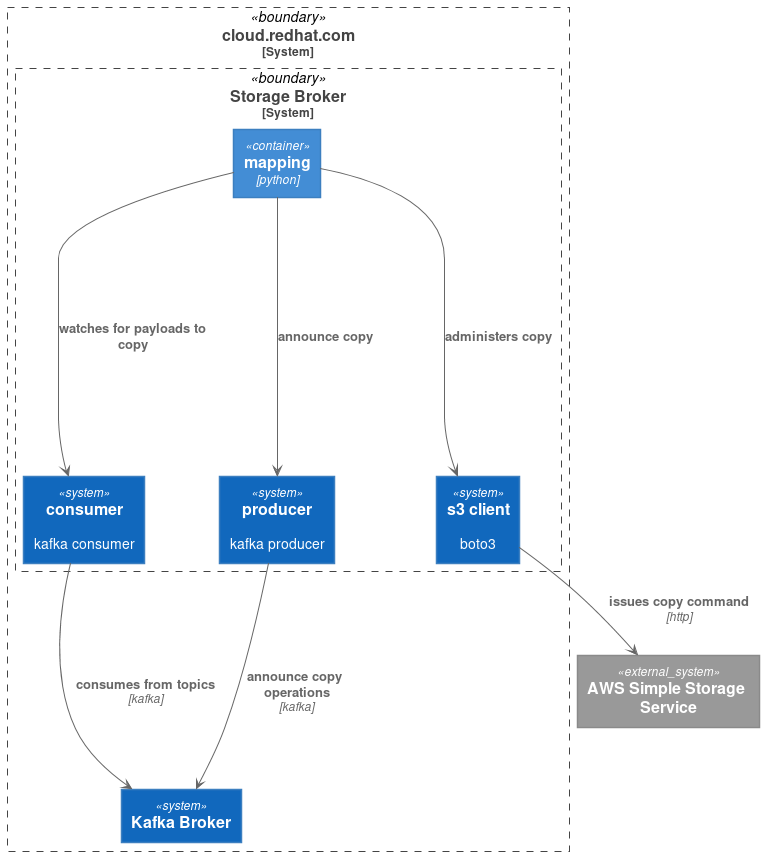 «boundary»
cloud.redhat.com
[System]
«boundary»
Storage Broker
[System]
«container»
mapping
[python]
watches for payloads to
copy
announce copy
administers copy
«system»
consumer
kafka consumer
«system»
producer
kafka producer
«system»
s3 client
boto3
issues copy command
[http]
consumes from topics
[kafka]
announce copy
operations
[kafka]
«external_system»
AWS Simple Storage
Service
«system»
Kafka Broker